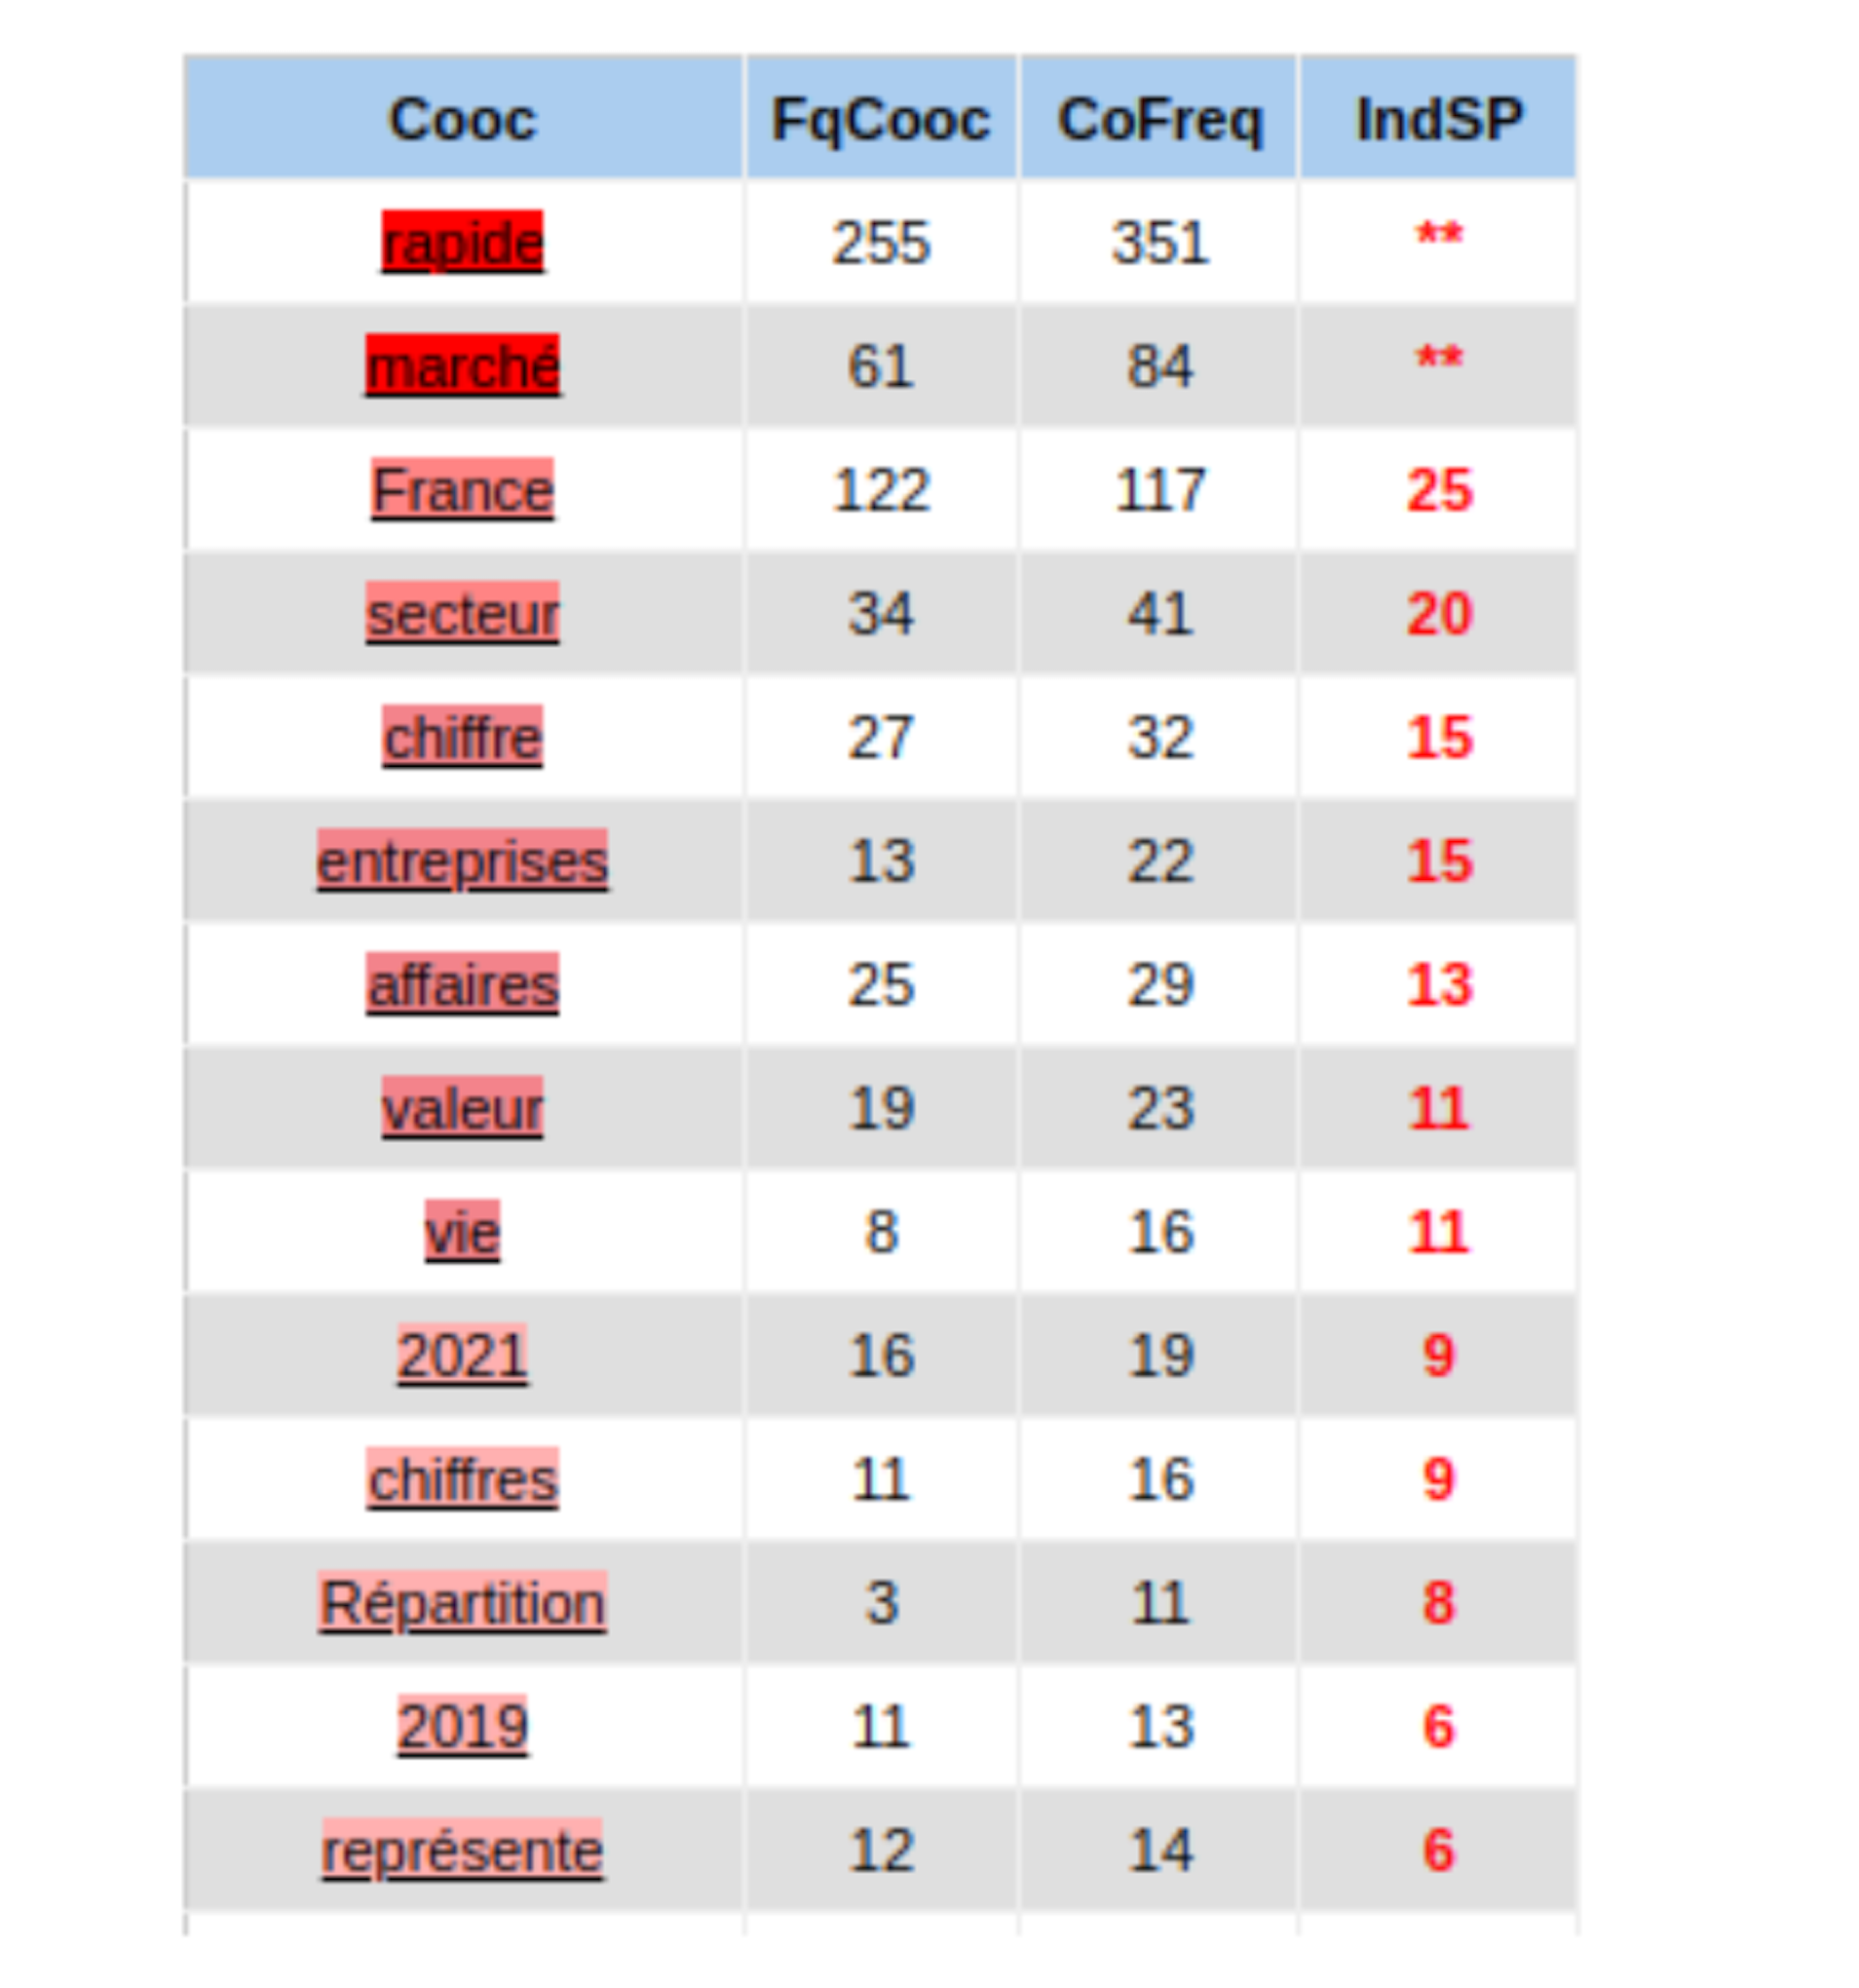 Cooc FqCooc CoFreq IndSP
rapide 255 351 **
marché 61 84 **
France 122 117 25
secteur 34 41 20
chiffre 27 32 15
entreprises 13 22 15
affaires 25 29 13
valeur 19 23 11
vie 8 16 11
2021 16 19 9
chiffres 11 16 9
Répartition 3 11 8
2019 11 13 6
représente 12 14 6